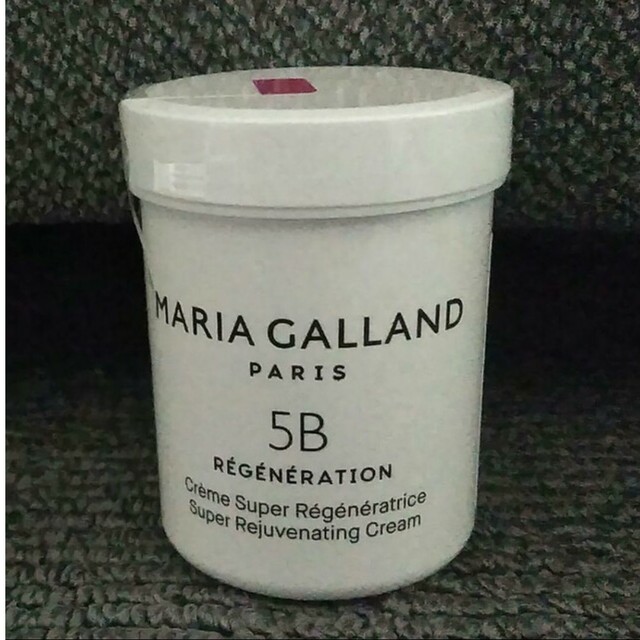 MARIA GALLAND
PARIS
5B
RÉGÉNÉRATION
Crème Super Régénératrice
Super Rejuvenating Cream